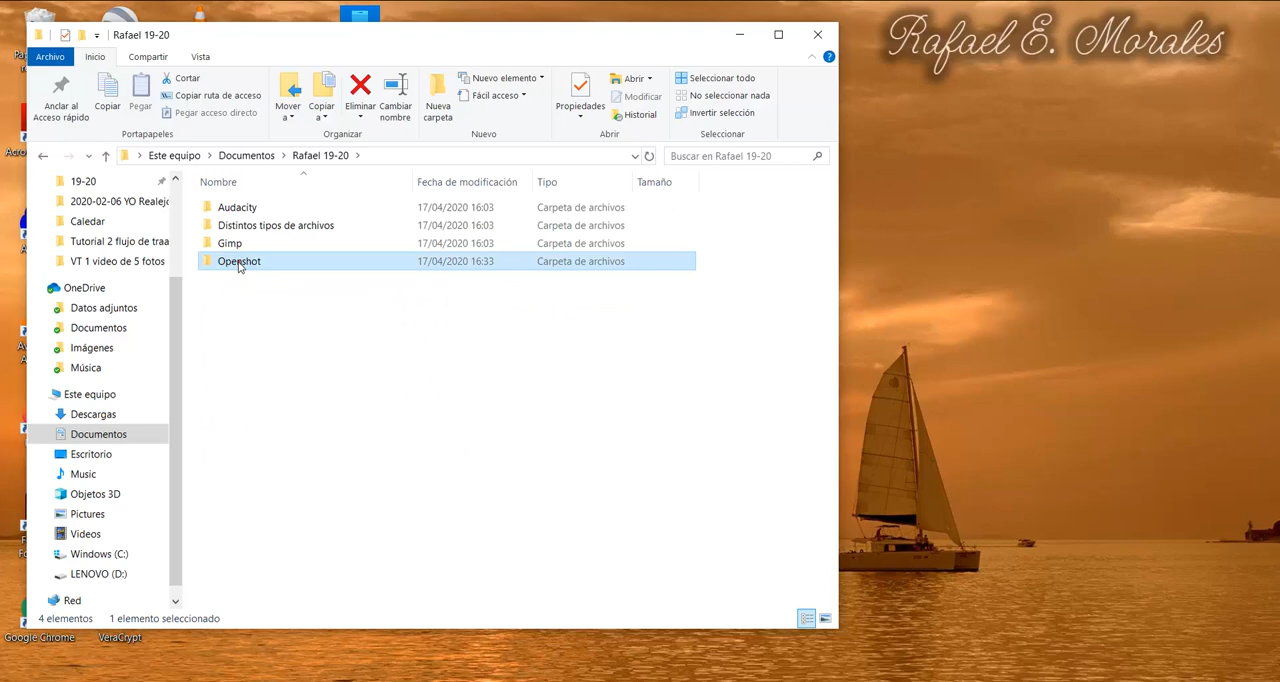 Rafael E. Morales
Rafael 19-20
Archivo Inicio Compartir Vista
Anclar al Acceso rápido
Copiar
Pegar
Cortar
Copiar ruta de acceso
Pegar acceso directo
Portapapeles
Mover a
Copiar a
Eliminar
Cambiar nombre
Organizar
Nueva carpeta
Nuevo elemento
Fácil acceso
Nuevo
Propiedades
Abrir
Modificar
Historial
Abrir
Seleccionar todo
No seleccionar nada
Invertir selección
Seleccionar
Este equipo > Documentos > Rafael 19-20 >
Buscar en Rafael 19-20
19-20
2020-02-06 YO Realejo
Caledar
Tutorial 2 flujo de traa
VT 1 video de 5 fotos
OneDrive
Datos adjuntos
Documentos
Imágenes
Música
Este equipo
Descargas
Documentos
Escritorio
Music
Objetos 3D
Pictures
Videos
Windows (C:)
LENOVO (D:)
Red
Nombre Fecha de modificación Tipo Tamaño
Audacity 17/04/2020 16:03 Carpeta de archivos
Distintos tipos de archivos 17/04/2020 16:03 Carpeta de archivos
Gimp 17/04/2020 16:03 Carpeta de archivos
Openshot 17/04/2020 16:33 Carpeta de archivos
4 elementos 1 elemento seleccionado
Google Chrome VeraCrypt